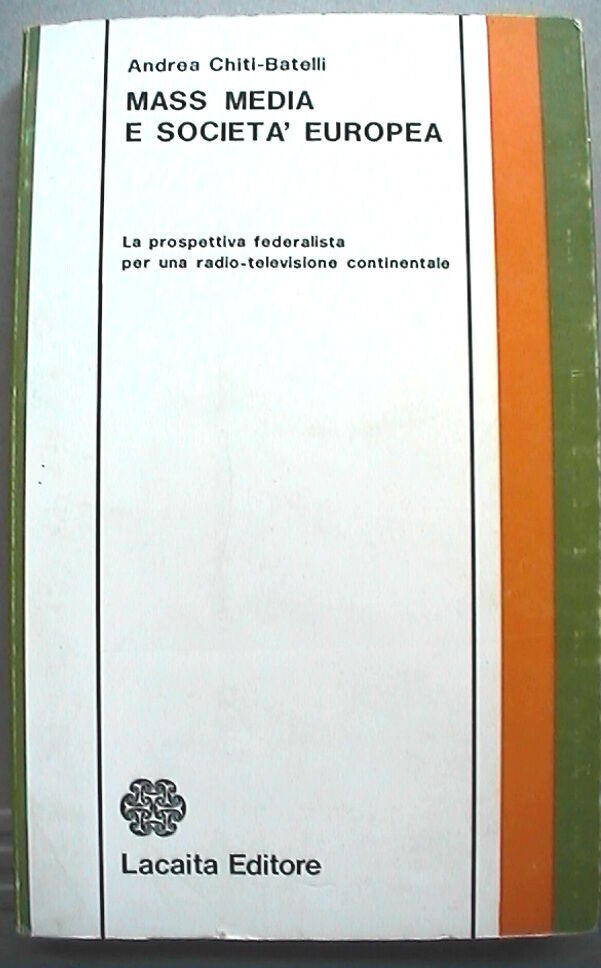 Andrea Chiti-Batelli
MASS MEDIA
E SOCIETA' EUROPEA
La prospettiva federalista
per una radio-televisione continentale
Lacaita Editore